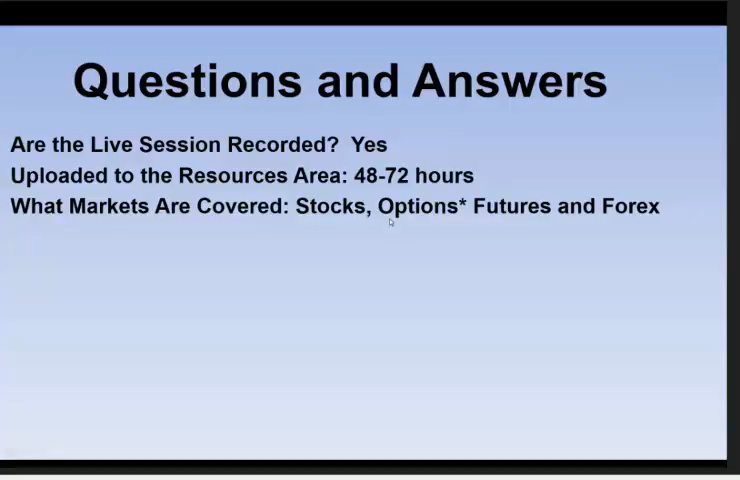 Questions and Answers
Are the Live Session Recorded?  Yes
Uploaded to the Resources Area: 48-72 hours
What Markets Are Covered: Stocks, Options* Futures and Forex